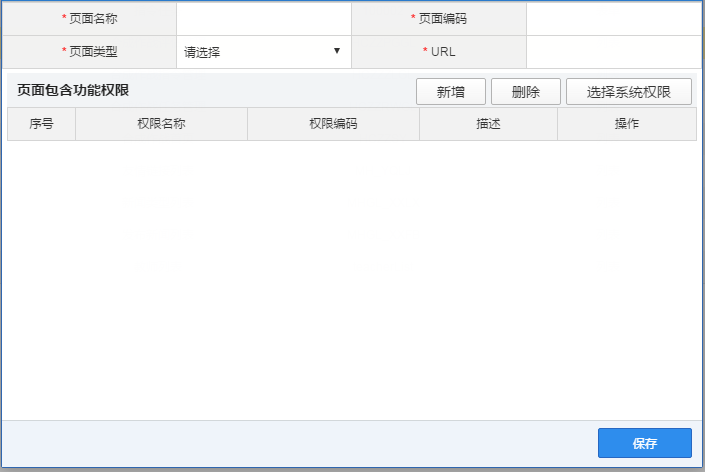 * 页面名称 * 页面编码
* 页面类型 请选择 ▼ * URL
页面包含功能权限 新增 删除 选择系统权限
序号 权限名称 权限编码 描述 操作
保存